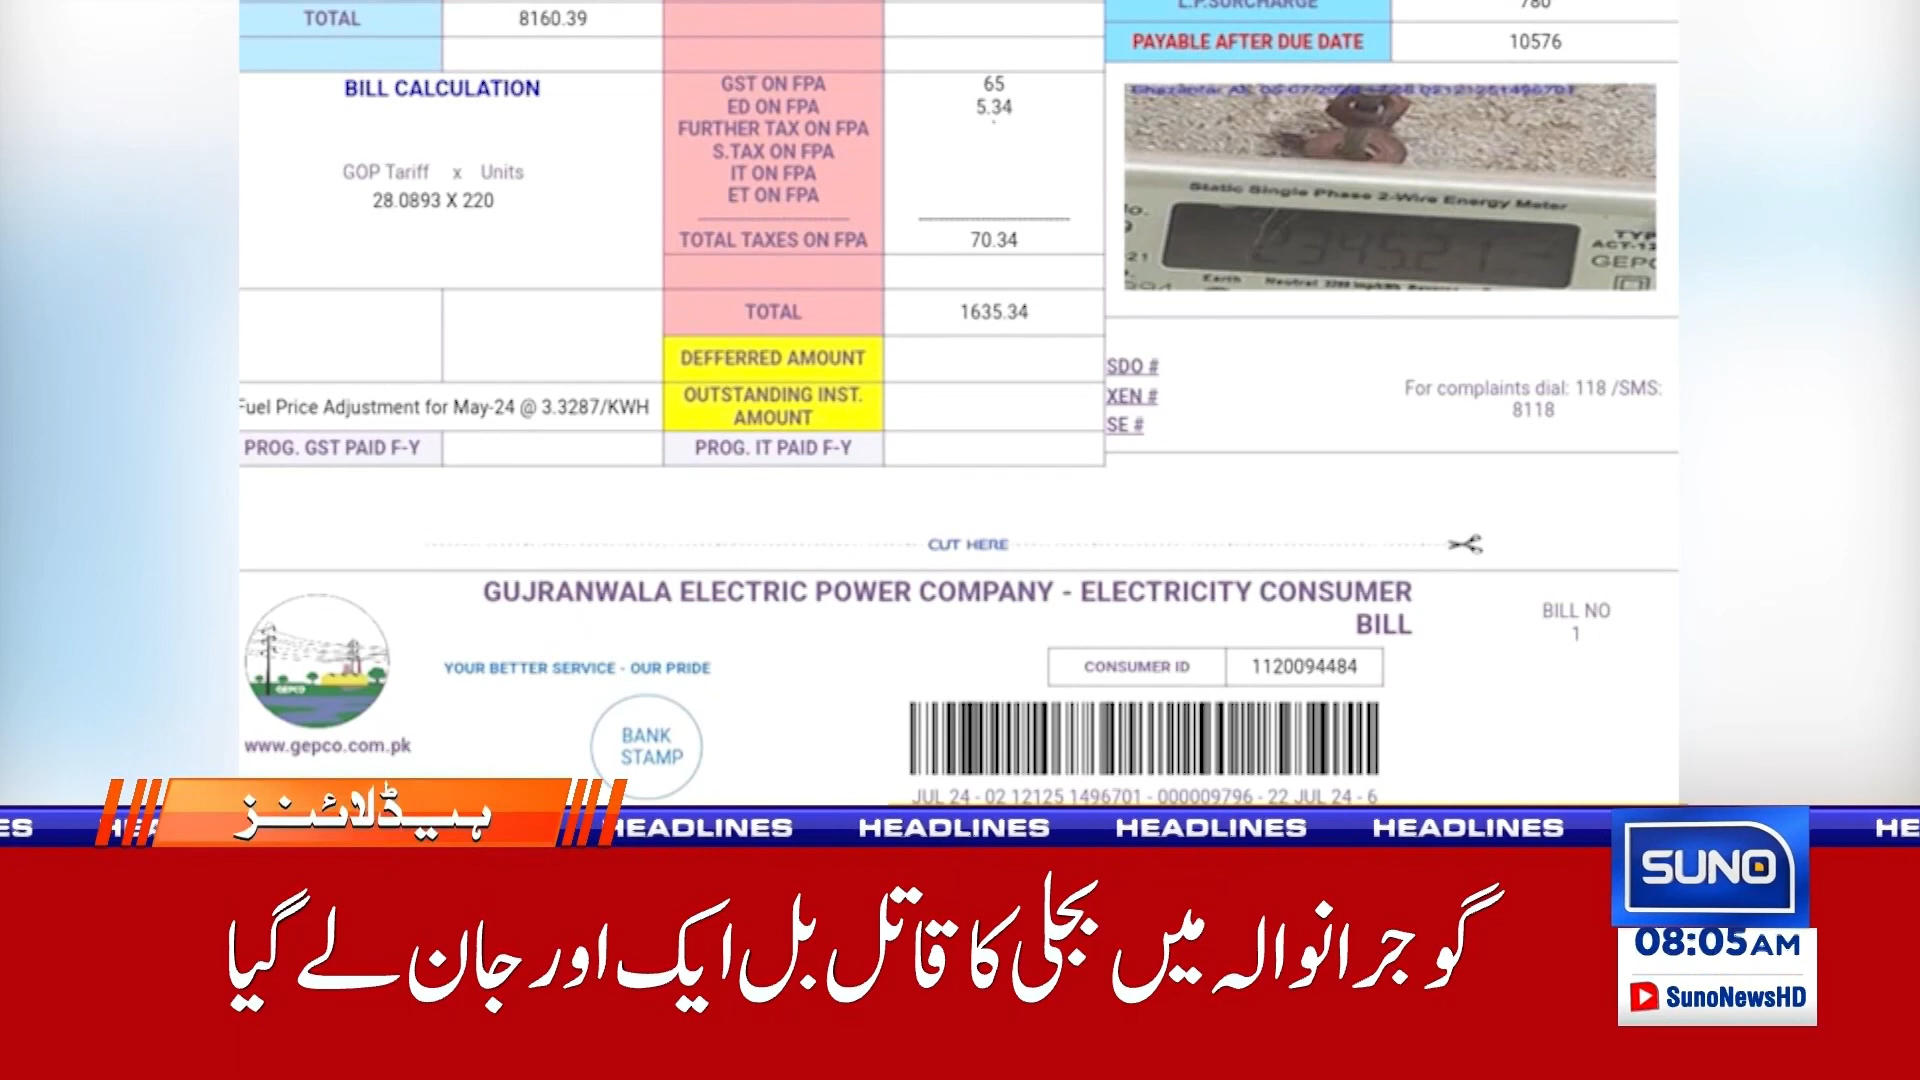 TOTAL 8160.39
L.P.SURCHARGE 780
PAYABLE AFTER DUE DATE 10576
BILL CALCULATION
GOP Tariff x Units
28.0893 X 220
GST ON FPA 65
ED ON FPA 5.34
FURTHER TAX ON FPA
S.TAX ON FPA
IT ON FPA
ET ON FPA
TOTAL TAXES ON FPA 70.34
TOTAL 1635.34
DEFFERRED AMOUNT
Fuel Price Adjustment for May-24 @ 3.3287/KWH
OUTSTANDING INST. AMOUNT
PROG. GST PAID F-Y
PROG. IT PAID F-Y
Static Single Phase 2-Wire Energy Meter
Earth Neutral
SDO #
XEN #
SE #
For complaints dial: 118 /SMS:
8118
CUT HERE
GUJRANWALA ELECTRIC POWER COMPANY - ELECTRICITY CONSUMER
BILL
BILL NO
1
GEPCO
www.gepco.com.pk
YOUR BETTER SERVICE - OUR PRIDE
CONSUMER ID 1120094484
BANK
STAMP
JUL 24 - 02 12125 1496701 - 000009796 - 22 JUL 24 - 6
ہیڈلائنز
HEADLINES HEADLINES HEADLINES HEADLINES
گوجرانوالہ میں بجلی کا قاتل بل ایک اور جان لے گیا
SUNO
08:05AM
SunoNewsHD